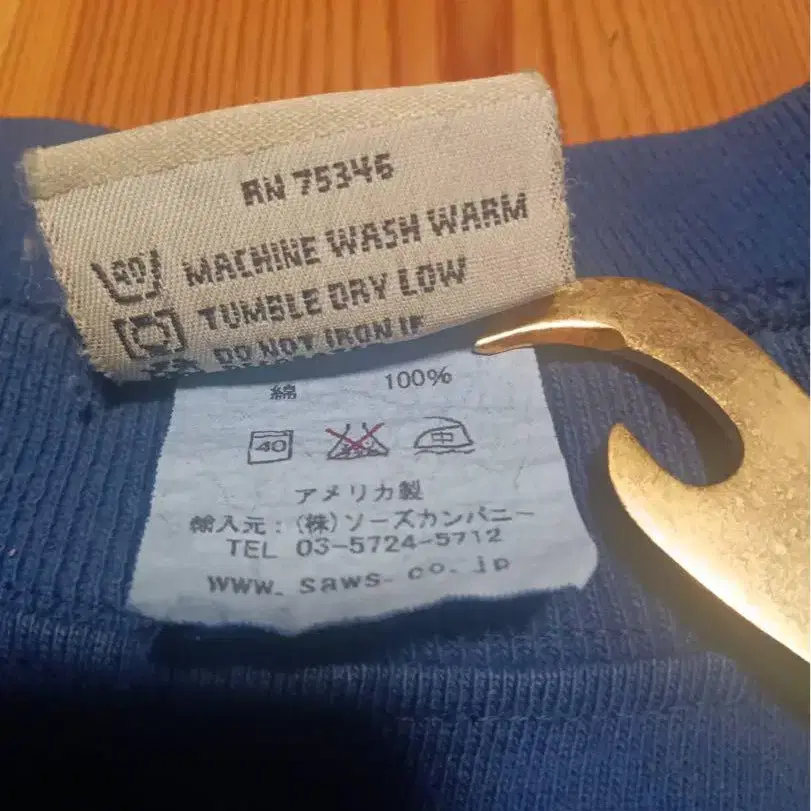 RN 75346
40 MACHINE WASH WARM
TUMBLE DRY LOW
DO NOT IRON IF
綿 100%
40 中
アメリカ製
輸入元:(株)ソーズカンパニー
TEL 03-5724-5712
www.saws-co.jp